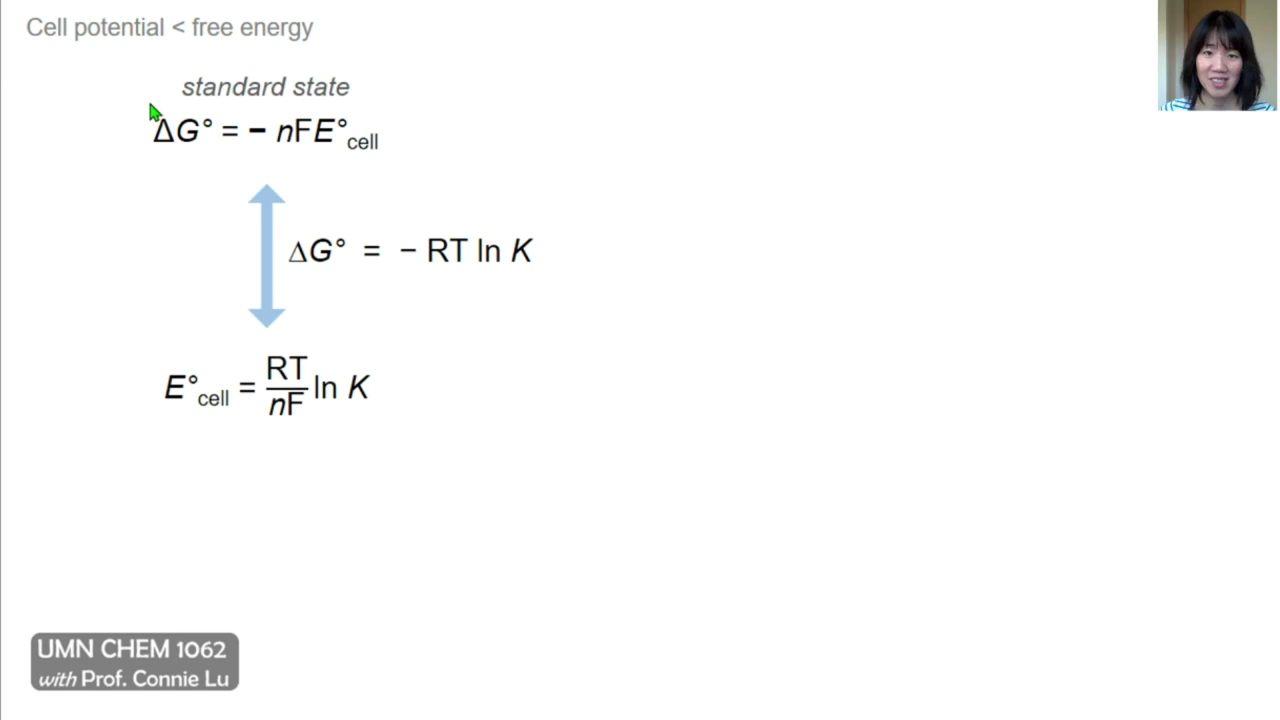 Cell potential < free energy
standard state
ΔG° = − nFE°cell
ΔG° = − RT ln K
E°cell = RT/nF ln K
UMN CHEM 1062
with Prof. Connie Lu